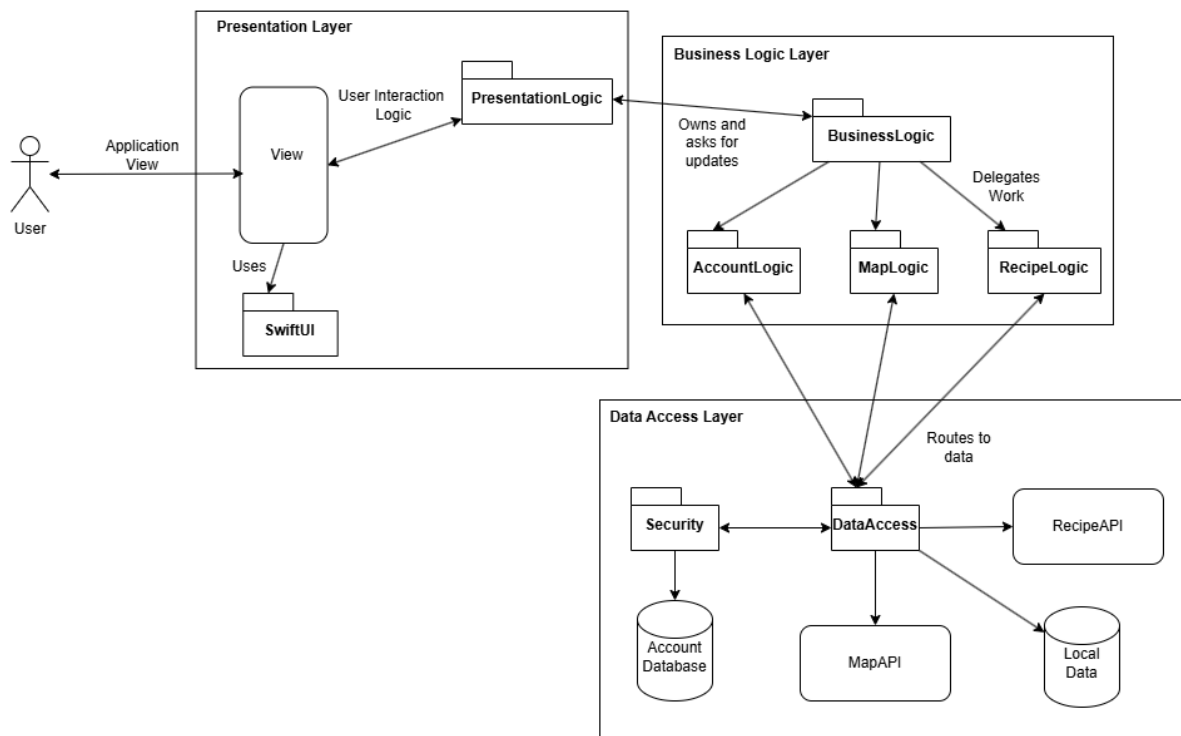 Presentation Layer
View
User Interaction
Logic
PresentationLogic
Application
View
User
Uses
SwiftUI
Business Logic Layer
BusinessLogic
Owns and
asks for
updates
Delegates
Work
AccountLogic
MapLogic
RecipeLogic
Data Access Layer
Routes to
data
Security
DataAccess
RecipeAPI
Account
Database
MapAPI
Local
Data